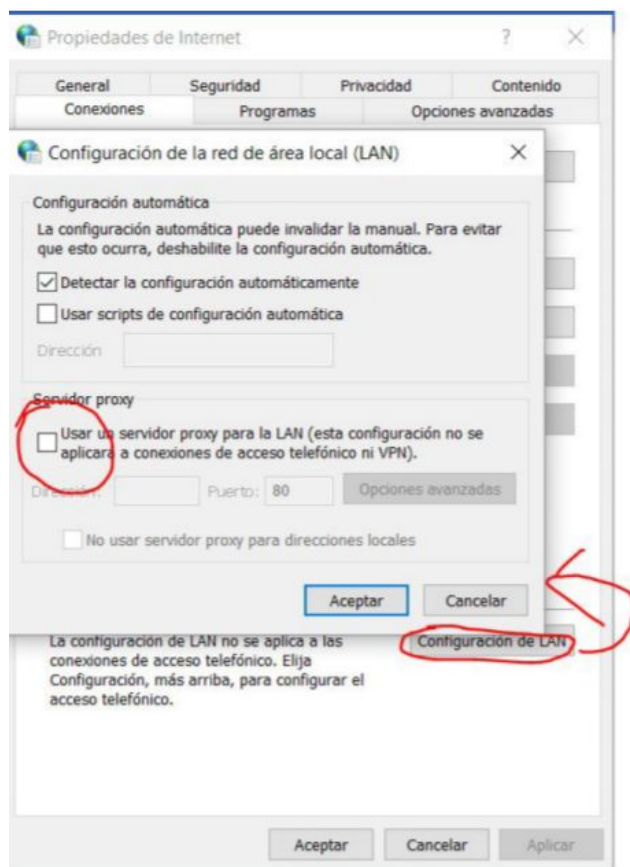 Propiedades de Internet ? ×
General Seguridad Privacidad Contenido
Conexiones Programas Opciones avanzadas
Configuración de la red de área local (LAN) ×
Configuración automática
La configuración automática puede invalidar la manual. Para evitar
que esto ocurra, deshabilite la configuración automática.
Detectar la configuración automáticamente
Usar scripts de configuración automática
Dirección
Servidor proxy
Usar un servidor proxy para la LAN (esta configuración no se
aplicará a conexiones de acceso telefónico ni VPN).
Dirección: Puerto: 80 Opciones avanzadas
No usar servidor proxy para direcciones locales
Aceptar Cancelar
La configuración de LAN no se aplica a las Configuración de LAN
conexiones de acceso telefónico. Elija
Configuración, más arriba, para configurar el
acceso telefónico.
Aceptar Cancelar Aplicar